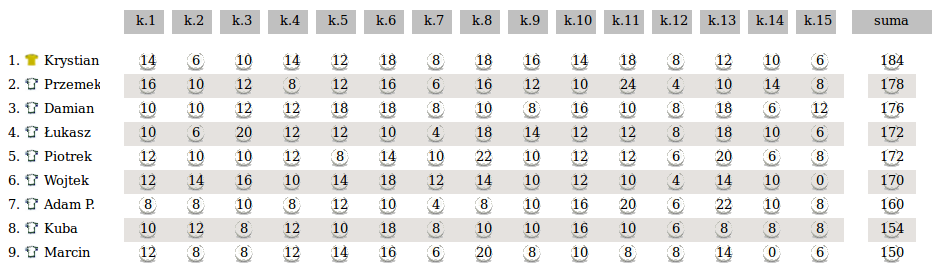 k.1 k.2 k.3 k.4 k.5 k.6 k.7 k.8 k.9 k.10 k.11 k.12 k.13 k.14 k.15 suma
1. Krystian 14 6 10 14 12 18 8 18 16 14 18 8 12 10 6 184
2. Przemek 16 10 12 8 12 16 6 16 12 10 24 4 10 14 8 178
3. Damian 10 10 12 12 18 18 8 10 8 16 10 8 18 6 12 176
4. Łukasz 10 6 20 12 12 10 4 18 14 12 12 8 18 10 6 172
5. Piotrek 12 10 10 12 8 14 10 22 10 12 12 6 20 6 8 172
6. Wojtek 12 14 16 10 14 18 12 14 10 12 10 4 14 10 0 170
7. Adam P. 8 8 10 8 12 10 4 8 10 16 20 6 22 10 8 160
8. Kuba 10 12 8 12 10 18 8 10 10 16 10 6 8 8 8 154
9. Marcin 12 8 8 12 14 16 6 20 8 10 8 8 14 0 6 150